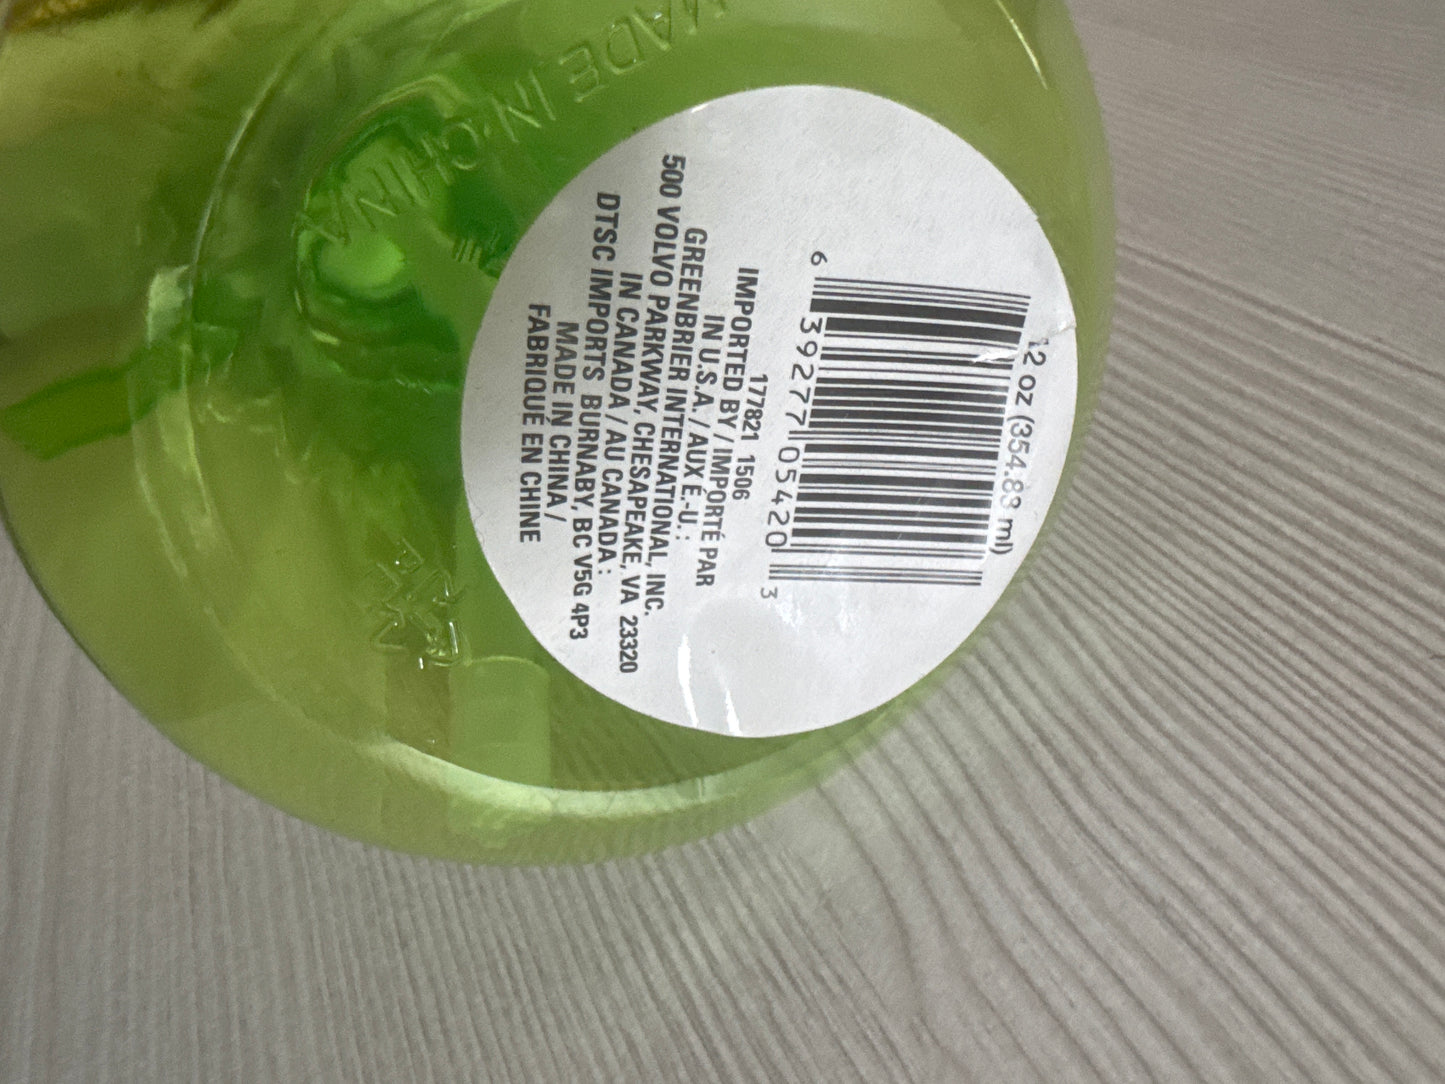 MADE IN CHINA
12 oz (354.83 ml)
6 39277 05420 3
177821 1506
IMPORTED BY / IMPORTÉ PAR
IN U.S.A. / AUX É.-U. :
GREENBRIER INTERNATIONAL, INC.
500 VOLVO PARKWAY, CHESAPEAKE, VA 23320
IN CANADA / AU CANADA :
DTSC IMPORTS BURNABY, BC V5G 4P3
MADE IN CHINA /
FABRIQUÉ EN CHINE